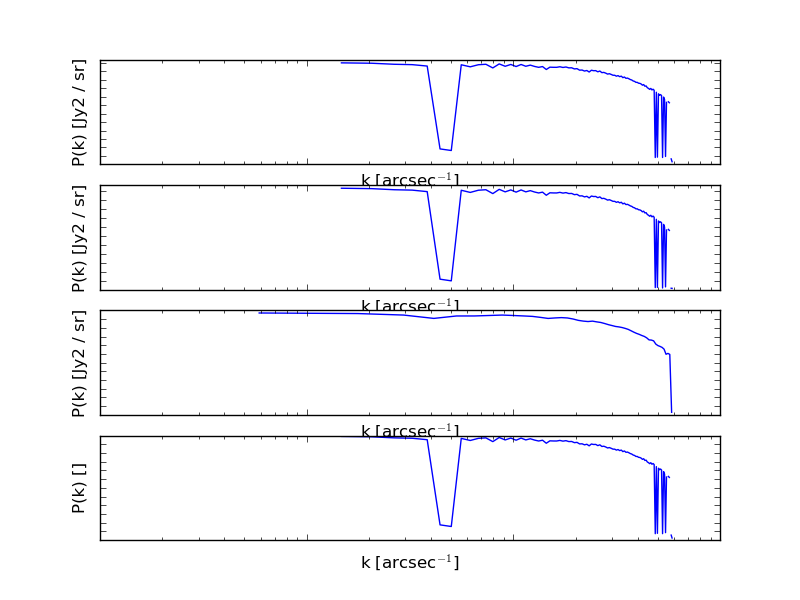 P(k) [Jy2 / sr]
k [arcsec⁻¹]
P(k) [Jy2 / sr]
k [arcsec⁻¹]
P(k) [Jy2 / sr]
k [arcsec⁻¹]
P(k) []
k [arcsec⁻¹]